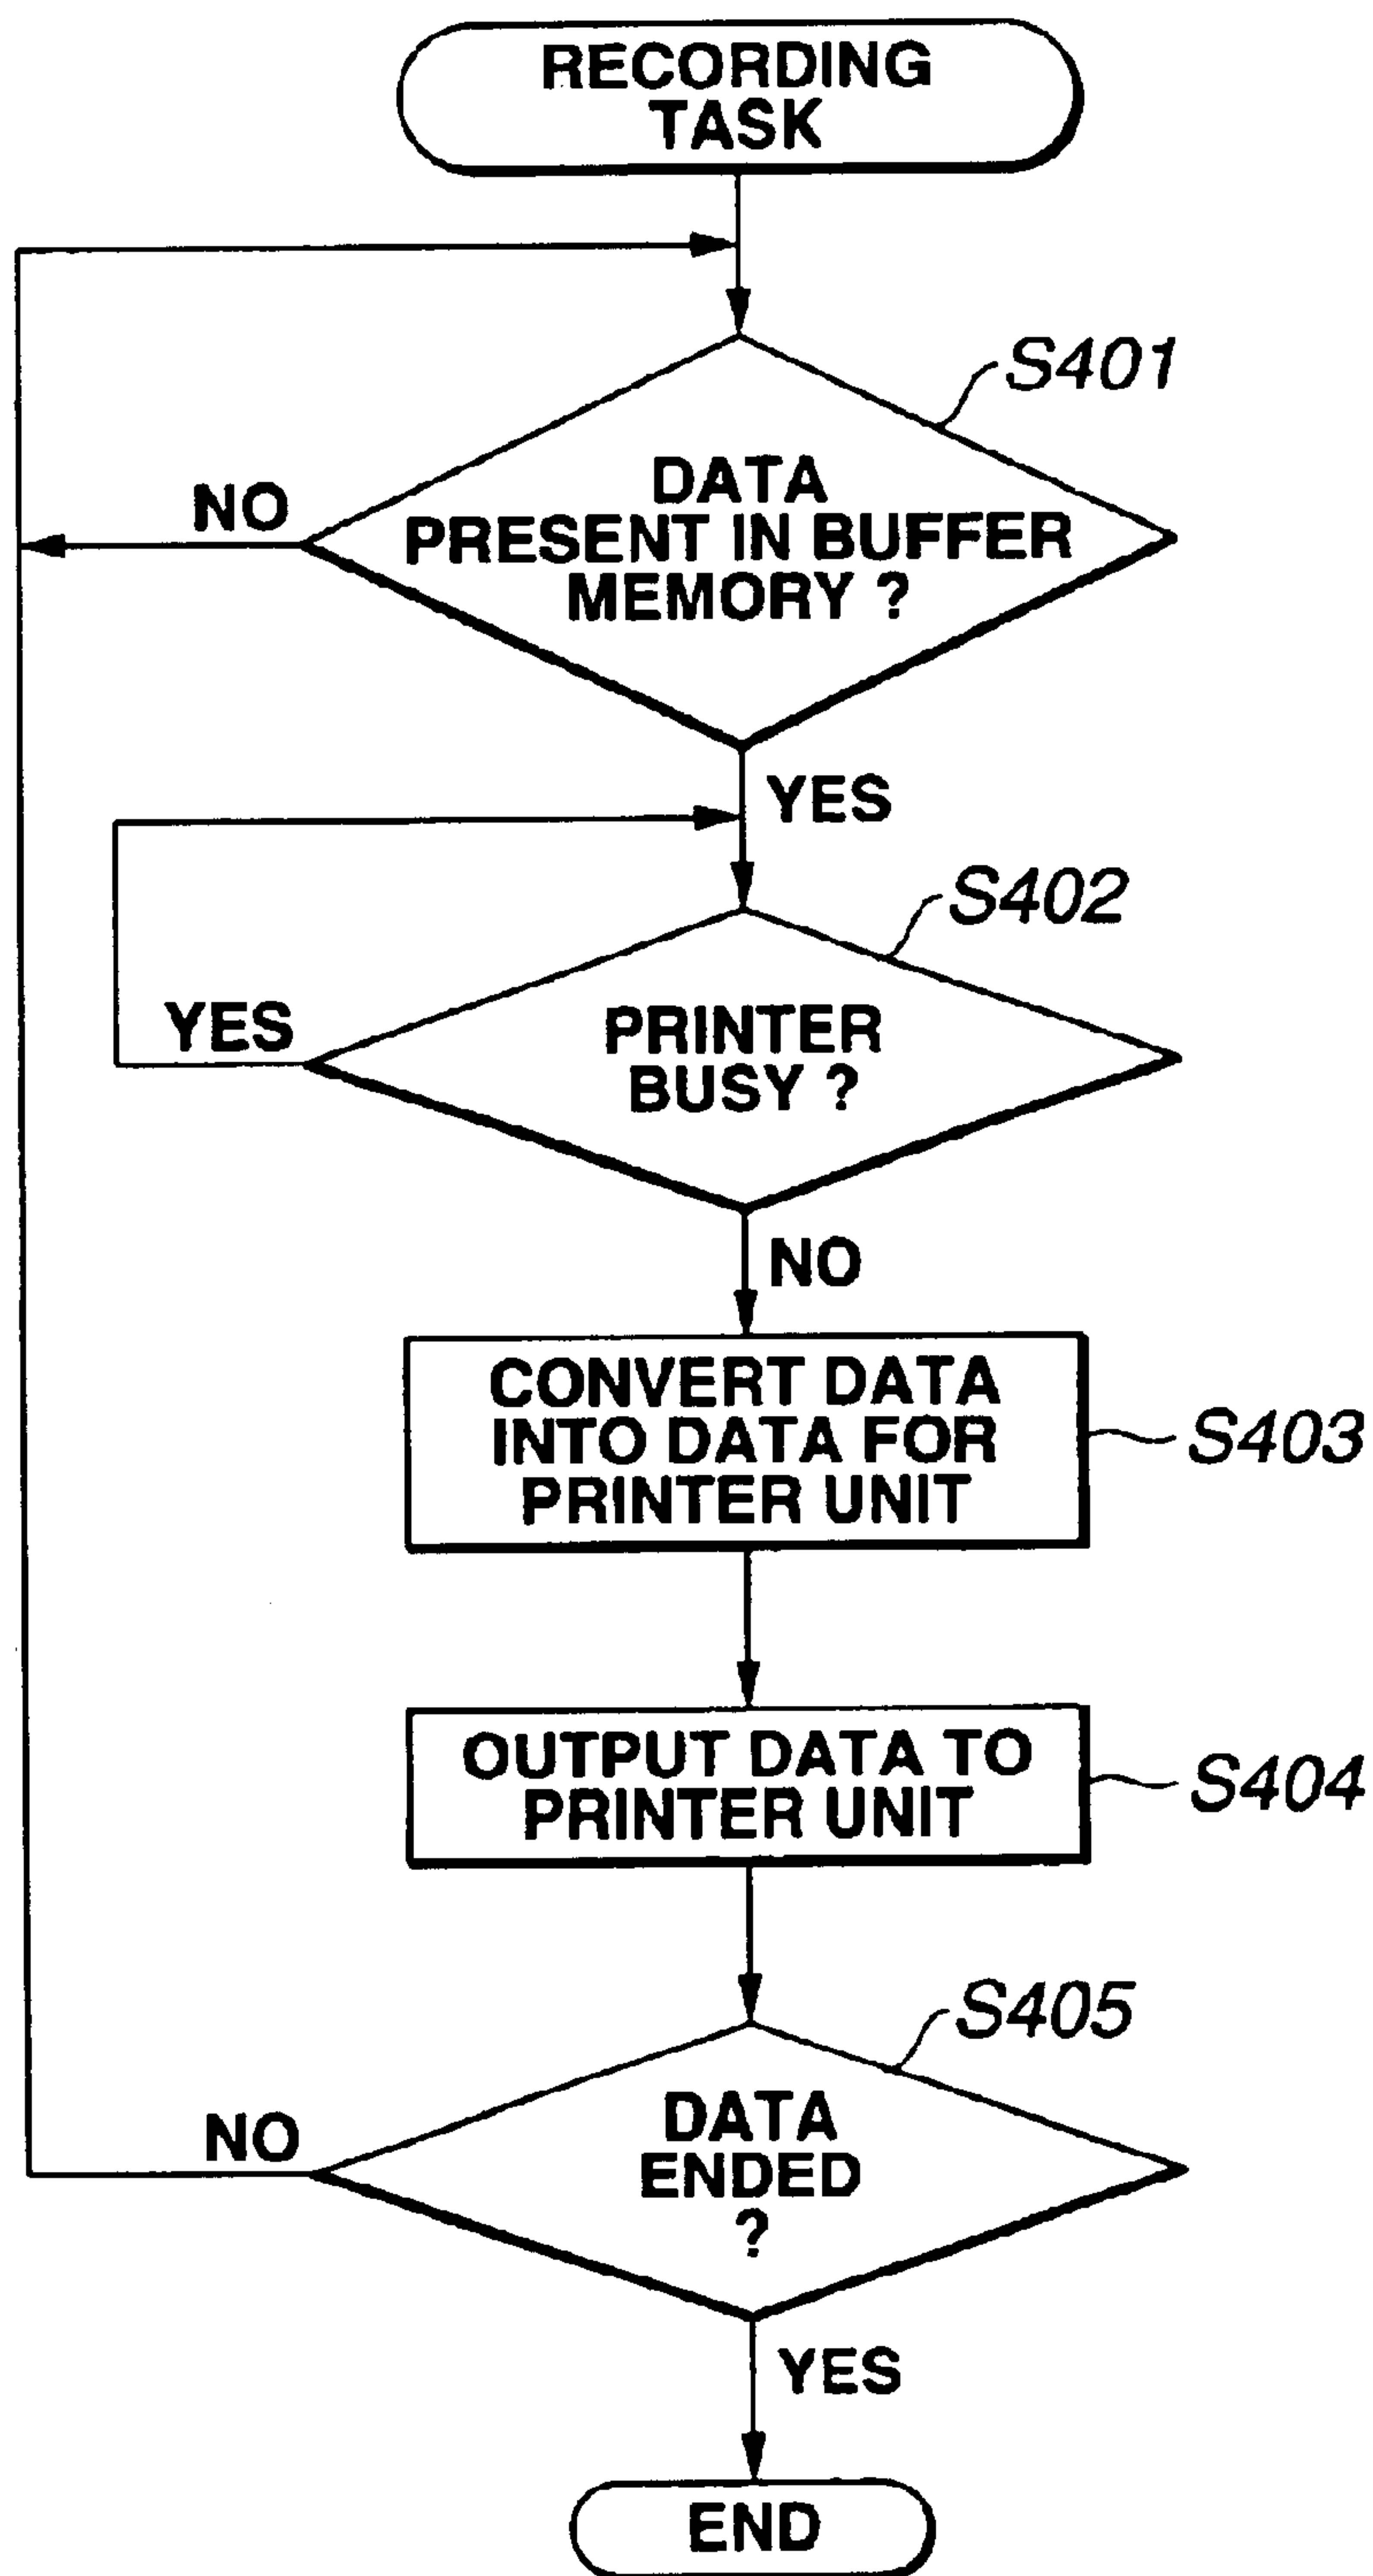 RECORDING
TASK
S401
DATA
NO
PRESENT IN BUFFER
MEMORY ?
YES
S402
YES
PRINTER
BUSY ?
NO
CONVERT DATA
INTO DATA FOR
PRINTER UNIT
S403
OUTPUT DATA TO
PRINTER UNIT
S404
S405
DATA
NO
ENDED
?
YES
END